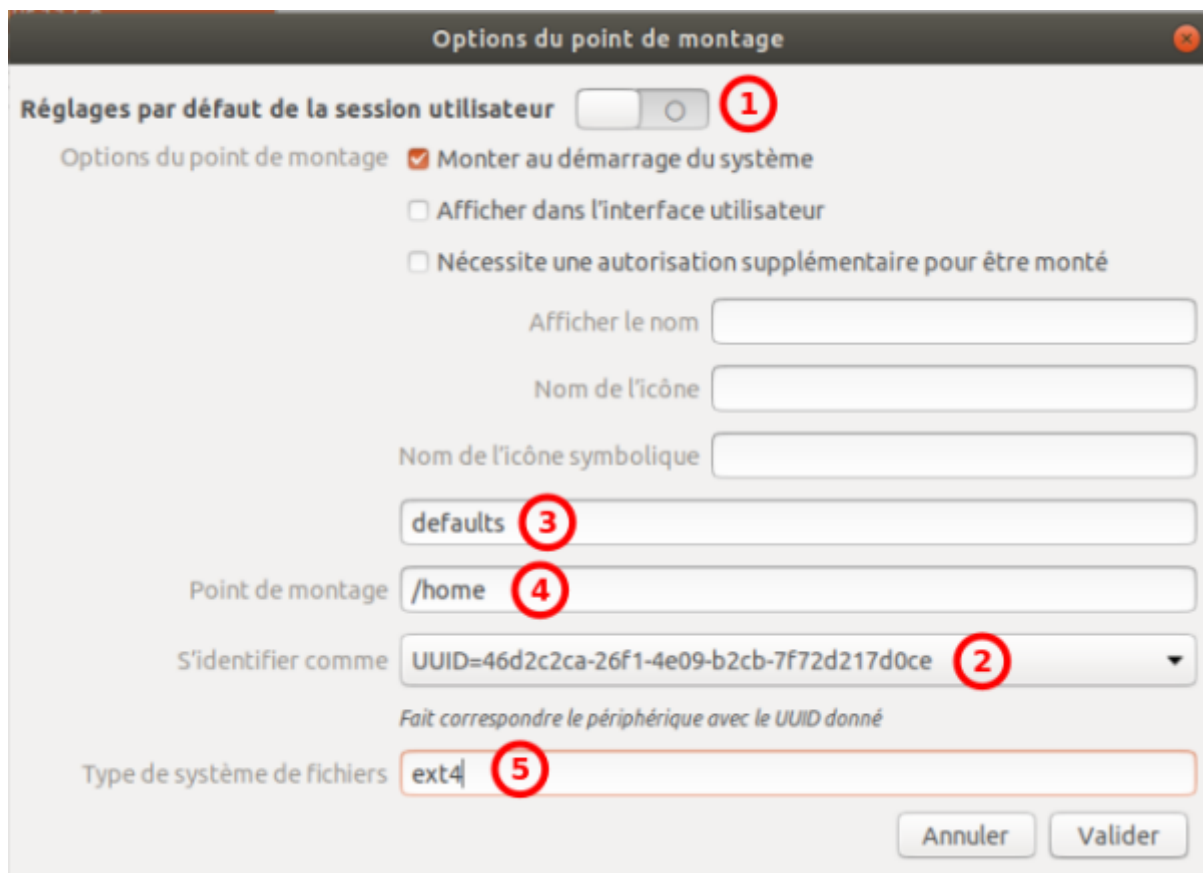 Options du point de montage
Réglages par défaut de la session utilisateur 1
Options du point de montage Monter au démarrage du système
Afficher dans l'interface utilisateur
Nécessite une autorisation supplémentaire pour être monté
Afficher le nom
Nom de l'icône
Nom de l'icône symbolique
defaults 3
Point de montage /home 4
S'identifier comme UUID=46d2c2ca-26f1-4e09-b2cb-7f72d217d0ce 2
Fait correspondre le périphérique avec le UUID donné
Type de système de fichiers ext4 5
Annuler Valider